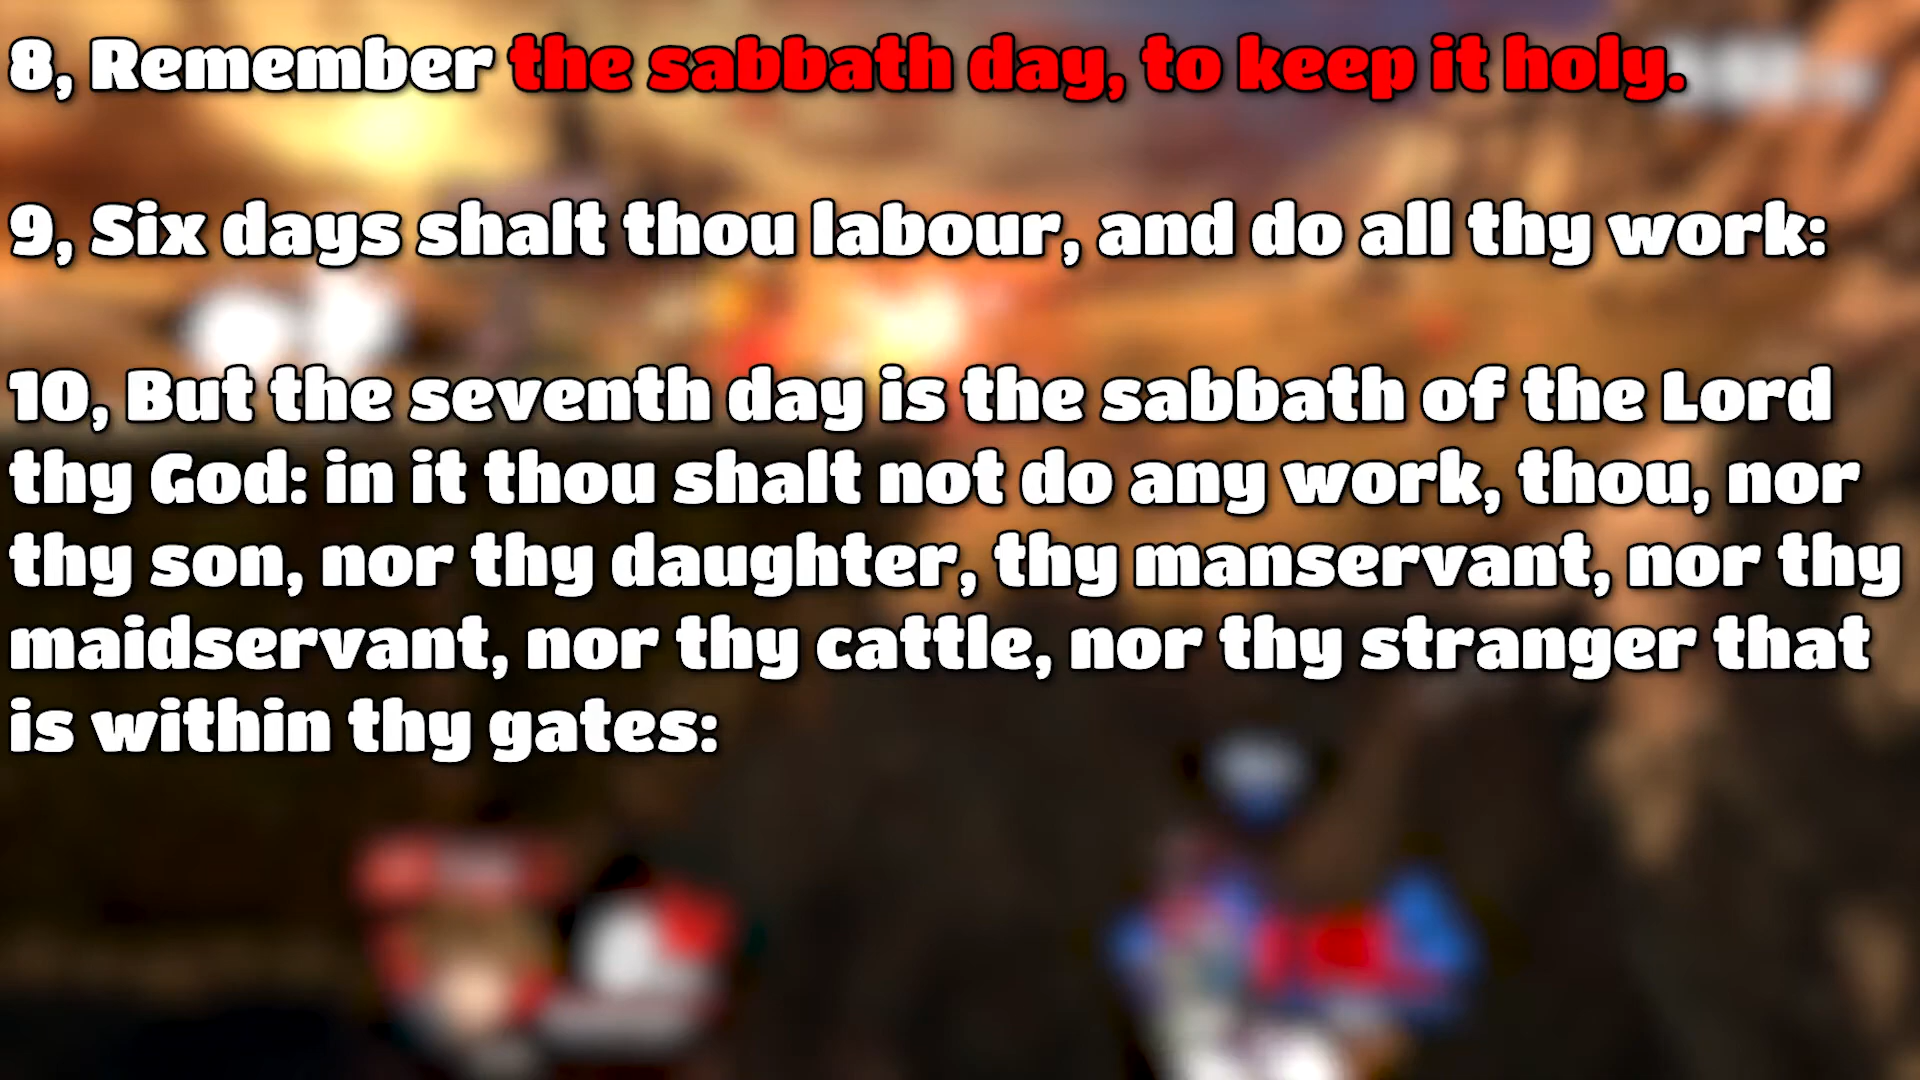 8, Remember the sabbath day, to keep it holy.
9, Six days shalt thou labour, and do all thy work:
10, But the seventh day is the sabbath of the Lord
thy God: in it thou shalt not do any work, thou, nor
thy son, nor thy daughter, thy manservant, nor thy
maidservant, nor thy cattle, nor thy stranger that
is within thy gates: